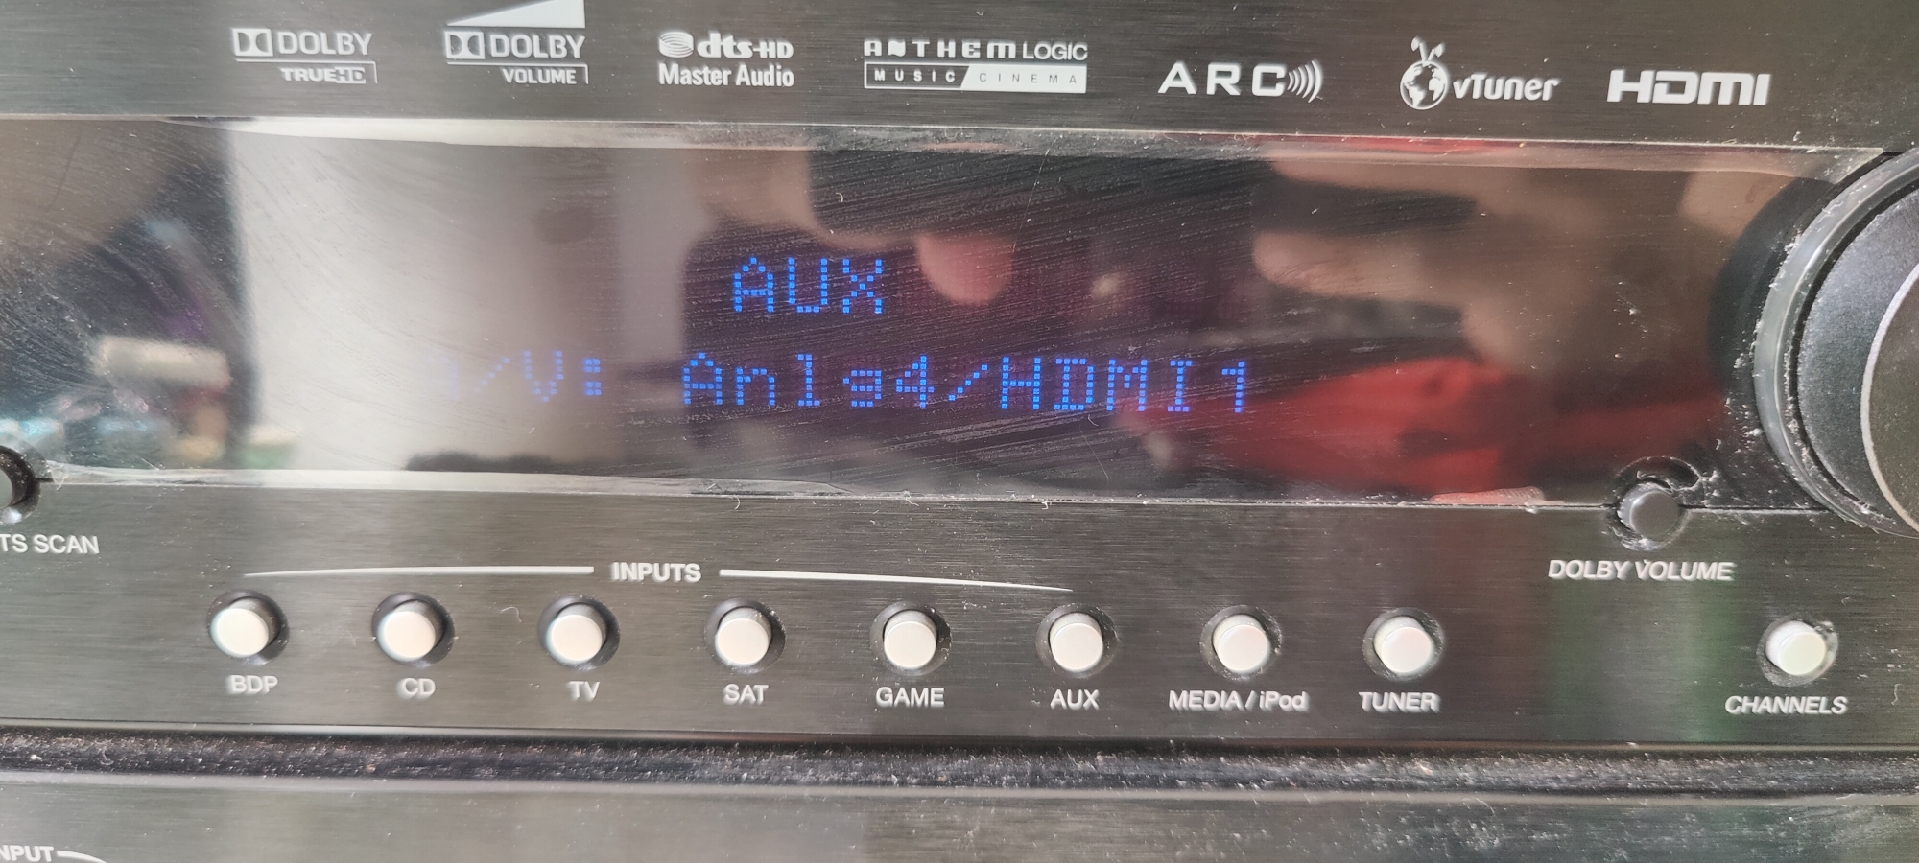 DOLBY
TRUEHD
DOLBY
VOLUME
dts-HD
Master Audio
ANTHEM LOGIC
MUSIC CINEMA
ARC
vTuner
HDMI
AUX
A/V: Anlg4/HDMI1
TS SCAN
INPUTS
DOLBY VOLUME
BDP
CD
TV
SAT
GAME
AUX
MEDIA / iPod
TUNER
CHANNELS
NPUT